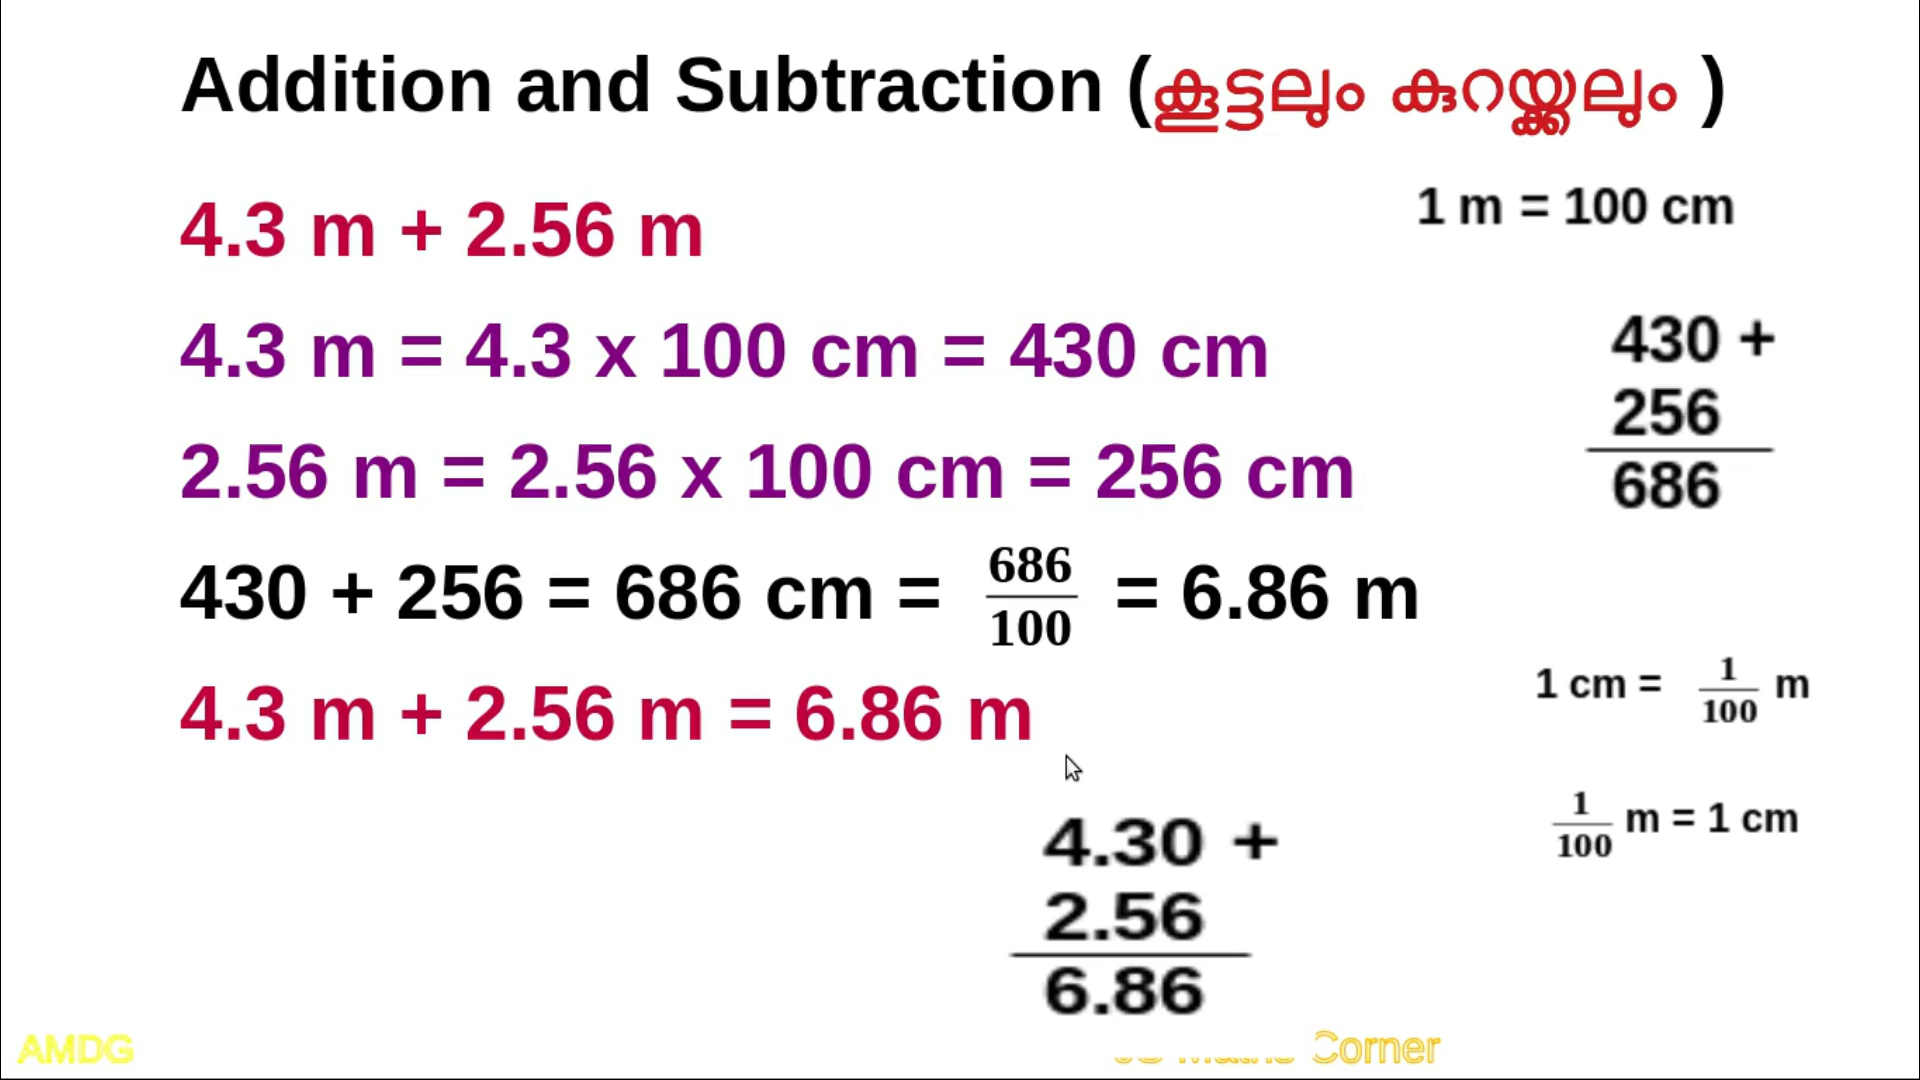 Addition and Subtraction (കൂട്ടലും കുറയ്ക്കലും )
4.3 m + 2.56 m
1 m = 100 cm
4.3 m = 4.3 x 100 cm = 430 cm
430 +
256
686
2.56 m = 2.56 x 100 cm = 256 cm
430 + 256 = 686 cm = 686/100 = 6.86 m
4.3 m + 2.56 m = 6.86 m
1 cm = 1/100 m
1/100 m = 1 cm
4.30 +
2.56
6.86
AMDG
Corner